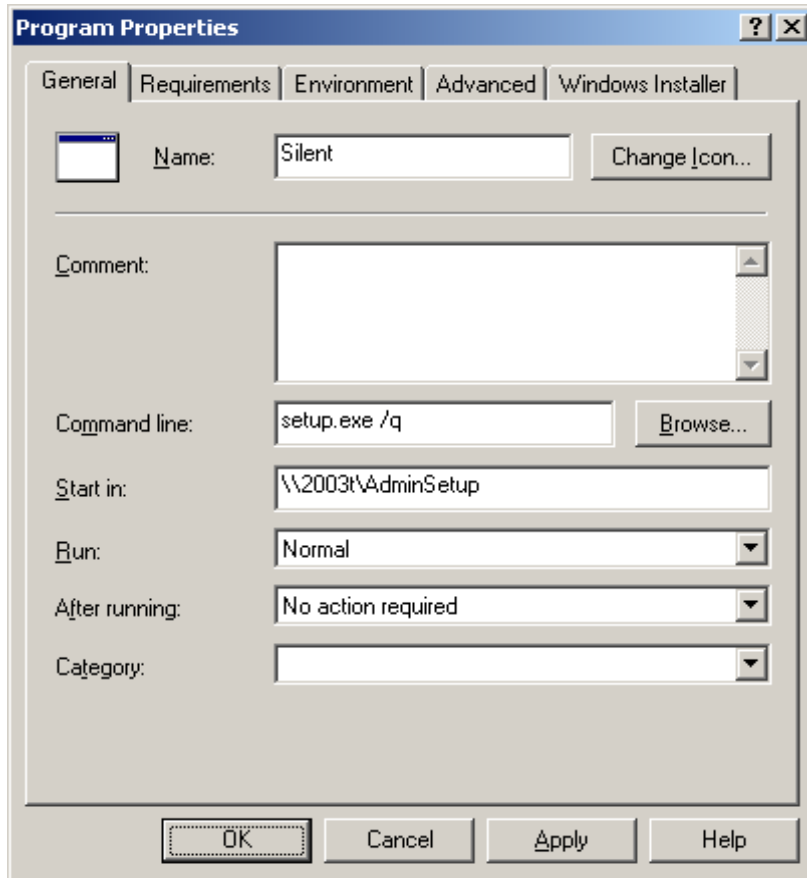 Program Properties
General Requirements Environment Advanced Windows Installer
Name: Silent Change Icon...
Comment:
Command line: setup.exe /q Browse...
Start in: \\2003t\AdminSetup
Run: Normal
After running: No action required
Category:
OK Cancel Apply Help